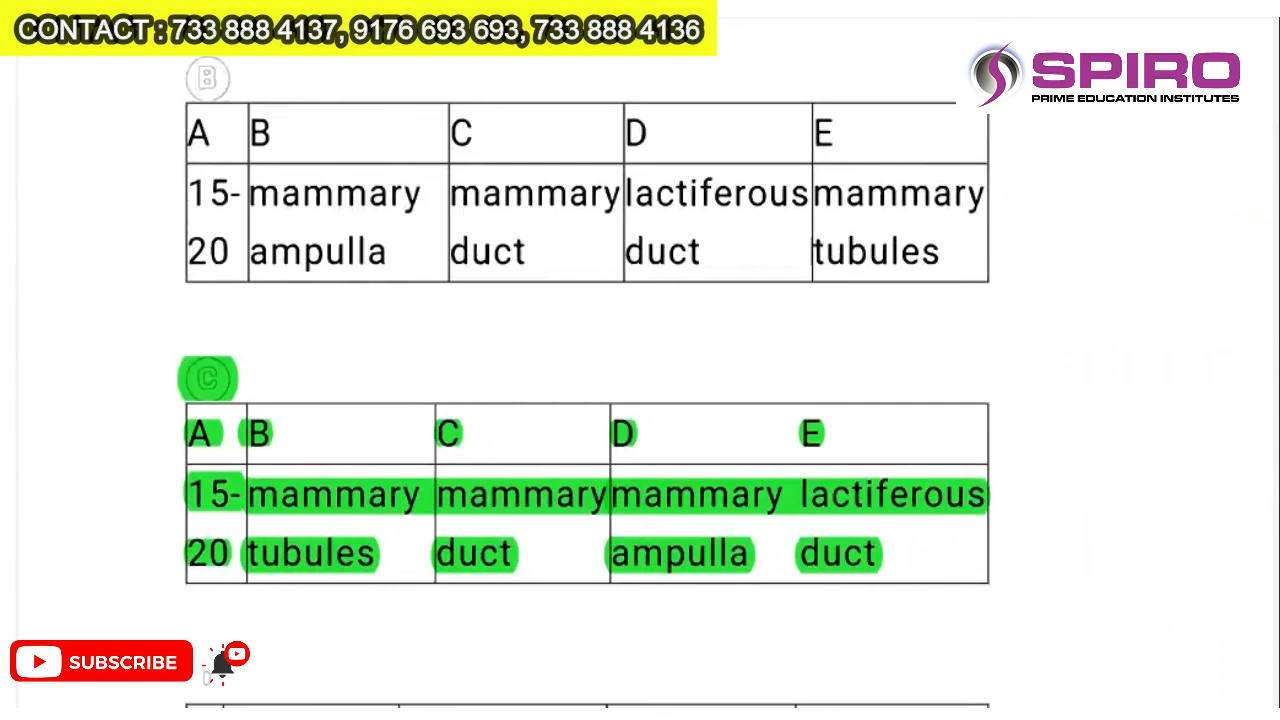 CONTACT : 733 888 4137, 9176 693 693, 733 888 4136
SPIRO
PRIME EDUCATION INSTITUTES
B
A B C D E
15- mammary mammary lactiferous mammary
20 ampulla duct duct tubules
C
A B C D E
15- mammary mammary mammary lactiferous
20 tubules duct ampulla duct
SUBSCRIBE